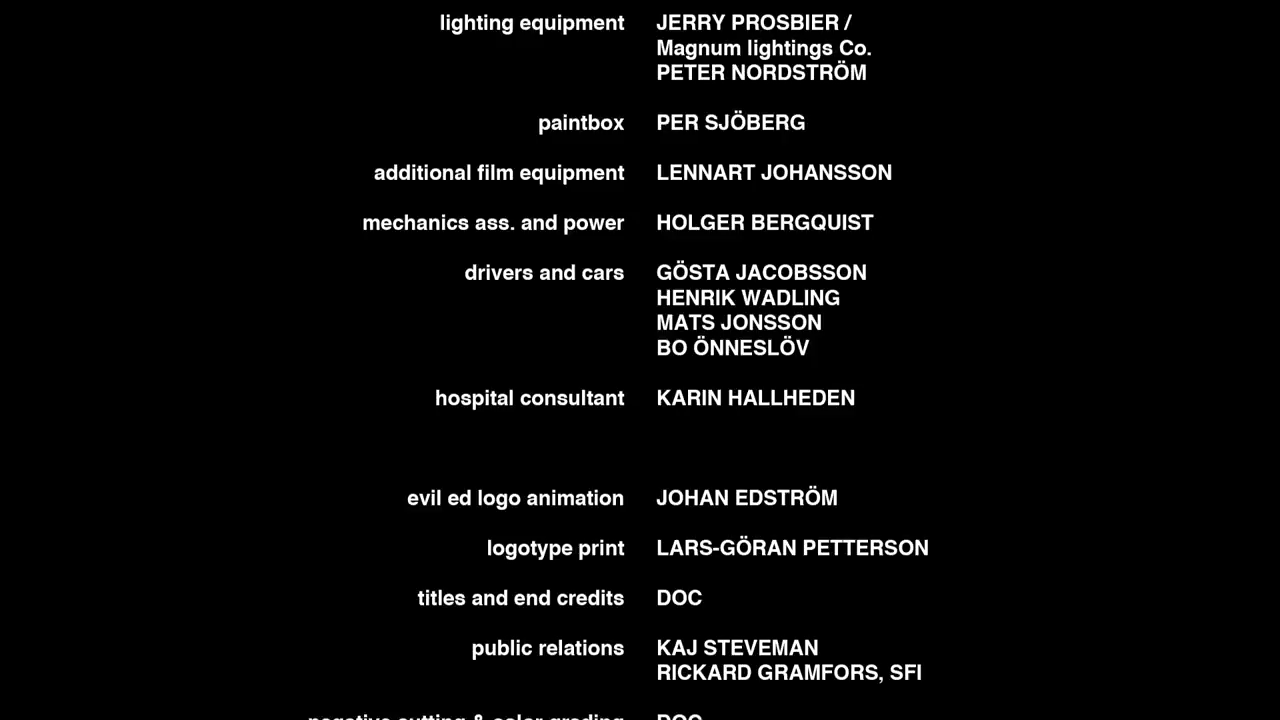 lighting equipment JERRY PROSBIER /
Magnum lightings Co.
PETER NORDSTRÖM
paintbox PER SJÖBERG
additional film equipment LENNART JOHANSSON
mechanics ass. and power HOLGER BERGQUIST
drivers and cars GÖSTA JACOBSSON
HENRIK WADLING
MATS JONSSON
BO ÖNNESLÖV
hospital consultant KARIN HALLHEDEN
evil ed logo animation JOHAN EDSTRÖM
logotype print LARS-GÖRAN PETTERSON
titles and end credits DOC
public relations KAJ STEVEMAN
RICKARD GRAMFORS, SFI
negative cutting & color grading DOC